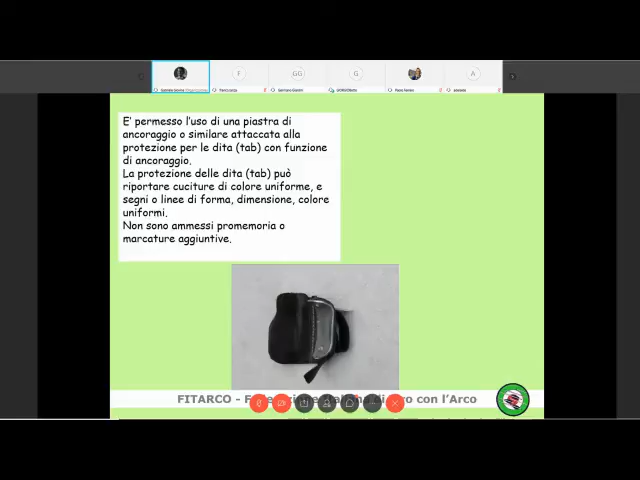 F
GG
G
A
E' permesso l'uso di una piastra di
ancoraggio o similare attaccata alla
protezione per le dita (tab) con funzione
di ancoraggio.
La protezione delle dita (tab) può
riportare cuciture di colore uniforme, e
segni o linee di forma, dimensione, colore
uniformi.
Non sono ammessi promemoria o
marcature aggiuntive.
FITARCO - con l'Arco